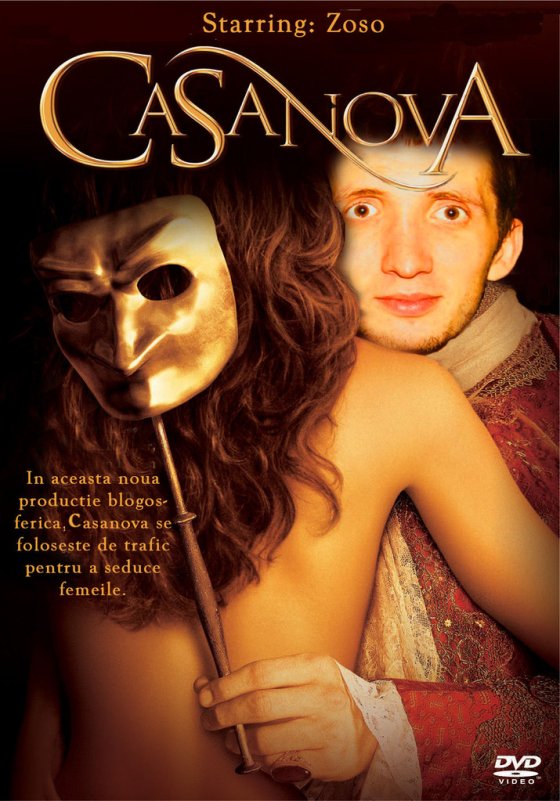 Starring: Zoso
CASANOVA
In aceasta noua
productie blogos-
ferica, Casanova se
foloseste de trafic
pentru a seduce
femeile.
DVD
VIDEO